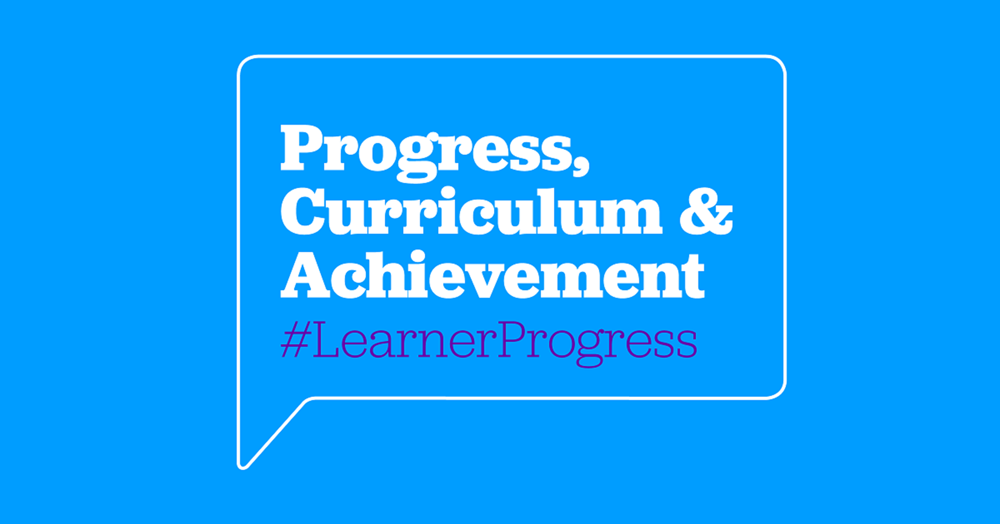 Progress,
Curriculum &
Achievement
#LearnerProgress